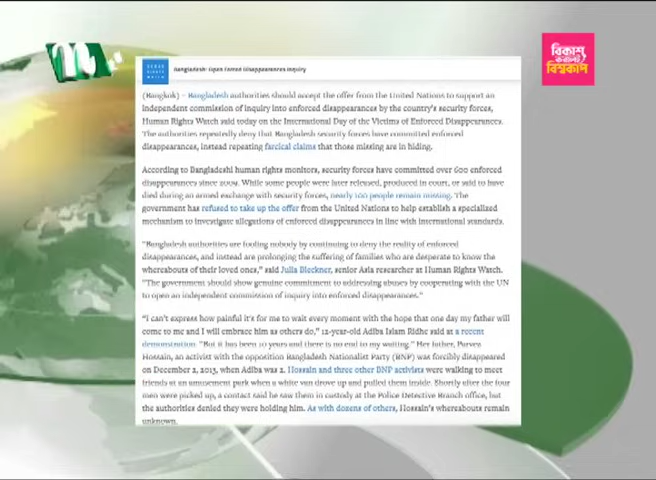 বিকাশ
বিশ্বকাপ
HUMAN
RIGHTS
WATCH
Bangladesh: Open Forced Disappearances Inquiry
(Bangkok) – Bangladesh authorities should accept the offer from the United Nations to support an
independent commission of inquiry into enforced disappearances by the country's security forces,
Human Rights Watch said today on the International Day of the Victims of Enforced Disappearances.
The authorities repeatedly deny that Bangladesh security forces have committed enforced
disappearances, instead repeating farcical claims that those missing are in hiding.
According to Bangladeshi human rights monitors, security forces have committed over 600 enforced
disappearances since 2009. While some people were later released, produced in court, or said to have
died during an armed exchange with security forces, nearly 100 people remain missing. The
government has refused to take up the offer from the United Nations to help establish a specialized
mechanism to investigate allegations of enforced disappearances in line with international standards.
"Bangladesh authorities are fooling nobody by continuing to deny the reality of enforced
disappearances, and instead are prolonging the suffering of families who are desperate to know the
whereabouts of their loved ones," said Julia Bleckner, senior Asia researcher at Human Rights Watch.
"The government should show genuine commitment to addressing abuses by cooperating with the UN
to open an independent commission of inquiry into enforced disappearances."
"I can't express how painful it's for me to wait every moment with the hope that one day my father will
come to me and I will embrace him as others do," 12-year-old Adiba Islam Ridhe said at a recent
demonstration. "But it has been 10 years and there is no end to my waiting." Her father, Parvez
Hossain, an activist with the opposition Bangladesh Nationalist Party (BNP) was forcibly disappeared
on December 2, 2013, when Adiba was 2. Hossain and three other BNP activists were walking to meet
friends at an amusement park when a white van drove up and pulled them inside. Shortly after the four
men were picked up, a contact said he saw them in custody at the Police Detective Branch office, but
the authorities denied they were holding him. As with dozens of others, Hossain's whereabouts remain
unknown.